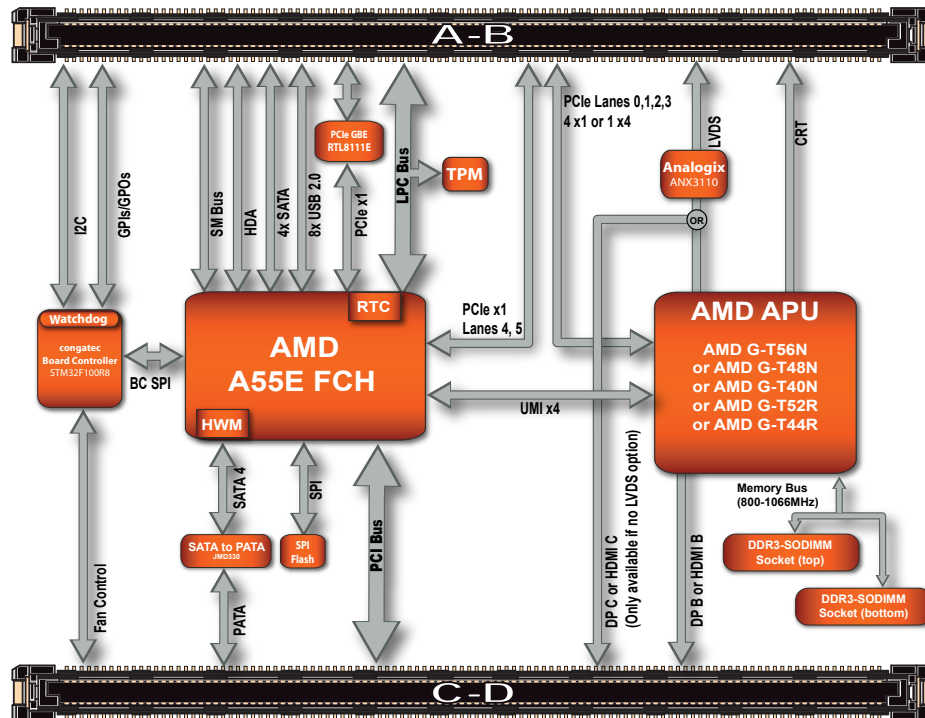 A-B
I2C
GPIs/GPOs
SM Bus
HDA
4x SATA
8x USB 2.0
PCIe GBE
RTL8111E
PCIe x1
LPC Bus
TPM
PCIe Lanes 0,1,2,3
4 x1 or 1 x4
LVDS
Analogix
ANX3110
OR
CRT
Watchdog
congatec
Board Controller
STM32F100R8
BC SPI
RTC
AMD
A55E FCH
HWM
PCIe x1
Lanes 4, 5
UMI x4
AMD APU
AMD G-T56N
or AMD G-T48N
or AMD G-T40N
or AMD G-T52R
or AMD G-T44R
Memory Bus
(800-1066MHz)
DDR3-SODIMM
Socket (top)
DDR3-SODIMM
Socket (bottom)
Fan Control
SATA 4
SATA to PATA
JMD330
PATA
SPI
SPI
Flash
PCI Bus
DP C or HDMI C
(Only available if no LVDS option)
DP B or HDMI B
C-D